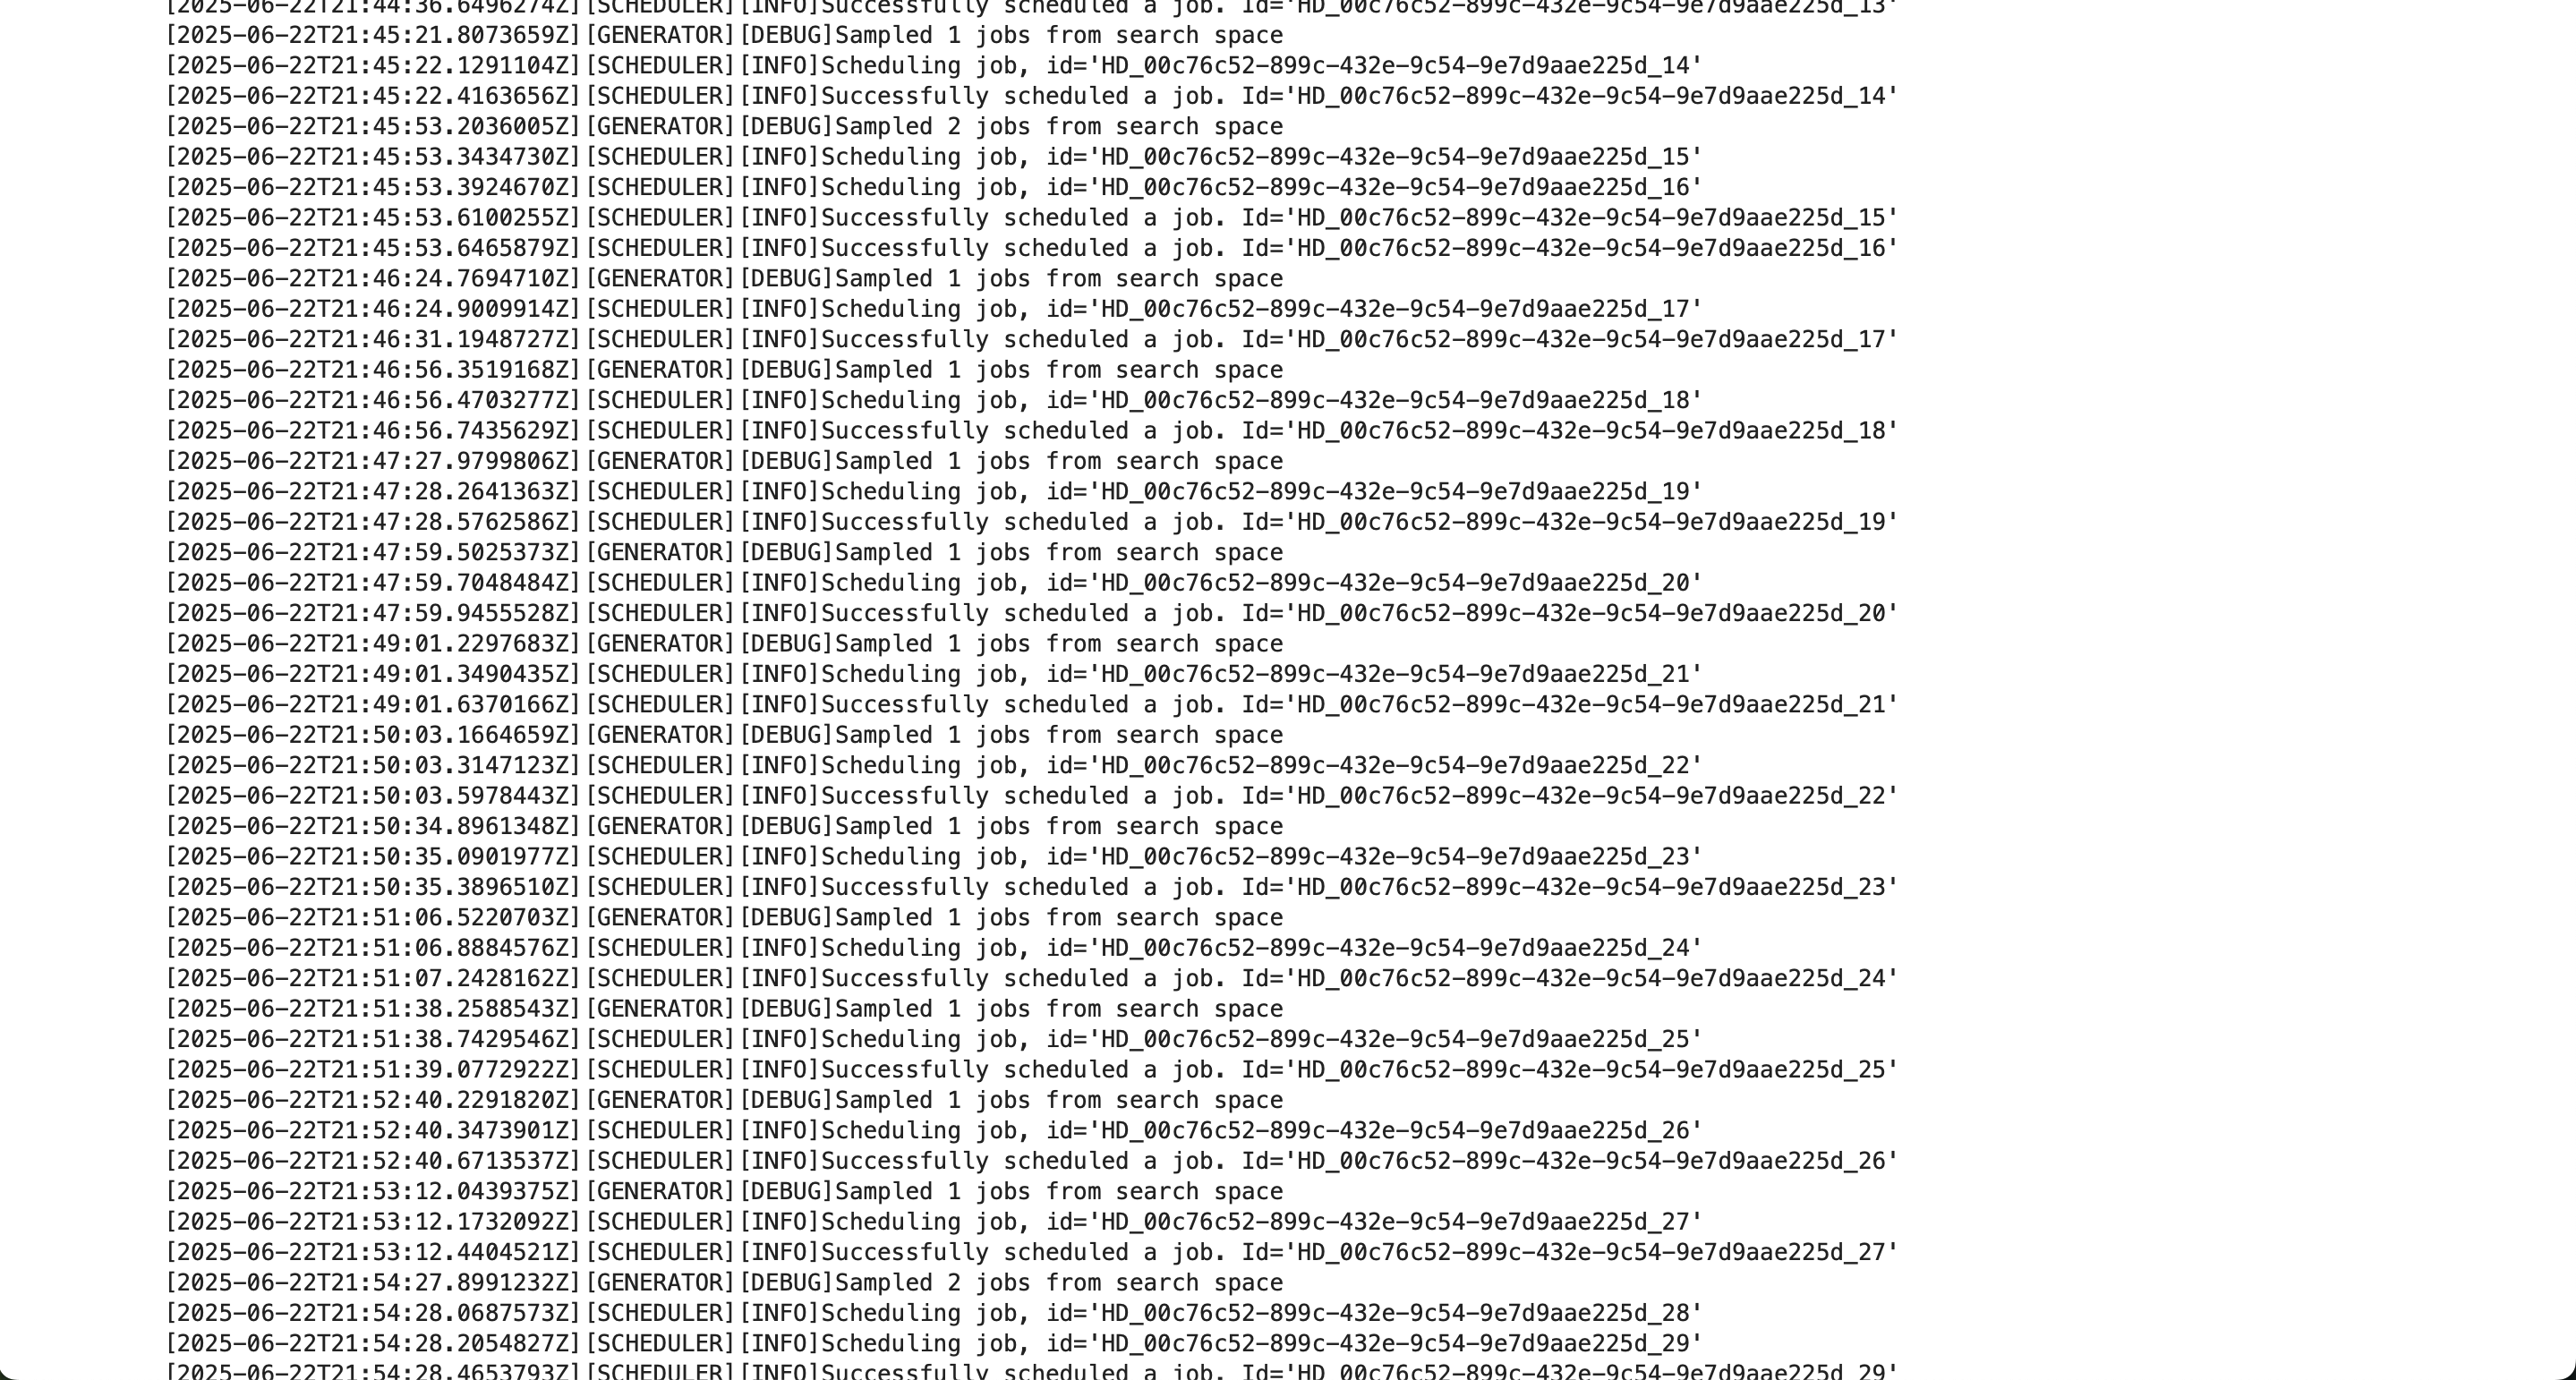 [2025-06-22T21:44:36.6496274Z][SCHEDULER][INFO]Successfully scheduled a job. Id='HD_00c76c52-899c-432e-9c54-9e7d9aae225d_13'
[2025-06-22T21:45:21.8073659Z][GENERATOR][DEBUG]Sampled 1 jobs from search space
[2025-06-22T21:45:22.1291104Z][SCHEDULER][INFO]Scheduling job, id='HD_00c76c52-899c-432e-9c54-9e7d9aae225d_14'
[2025-06-22T21:45:22.4163656Z][SCHEDULER][INFO]Successfully scheduled a job. Id='HD_00c76c52-899c-432e-9c54-9e7d9aae225d_14'
[2025-06-22T21:45:53.2036005Z][GENERATOR][DEBUG]Sampled 2 jobs from search space
[2025-06-22T21:45:53.3434730Z][SCHEDULER][INFO]Scheduling job, id='HD_00c76c52-899c-432e-9c54-9e7d9aae225d_15'
[2025-06-22T21:45:53.3924670Z][SCHEDULER][INFO]Scheduling job, id='HD_00c76c52-899c-432e-9c54-9e7d9aae225d_16'
[2025-06-22T21:45:53.6100255Z][SCHEDULER][INFO]Successfully scheduled a job. Id='HD_00c76c52-899c-432e-9c54-9e7d9aae225d_15'
[2025-06-22T21:45:53.6465879Z][SCHEDULER][INFO]Successfully scheduled a job. Id='HD_00c76c52-899c-432e-9c54-9e7d9aae225d_16'
[2025-06-22T21:46:24.7694710Z][GENERATOR][DEBUG]Sampled 1 jobs from search space
[2025-06-22T21:46:24.9009914Z][SCHEDULER][INFO]Scheduling job, id='HD_00c76c52-899c-432e-9c54-9e7d9aae225d_17'
[2025-06-22T21:46:31.1948727Z][SCHEDULER][INFO]Successfully scheduled a job. Id='HD_00c76c52-899c-432e-9c54-9e7d9aae225d_17'
[2025-06-22T21:46:56.3519168Z][GENERATOR][DEBUG]Sampled 1 jobs from search space
[2025-06-22T21:46:56.4703277Z][SCHEDULER][INFO]Scheduling job, id='HD_00c76c52-899c-432e-9c54-9e7d9aae225d_18'
[2025-06-22T21:46:56.7435629Z][SCHEDULER][INFO]Successfully scheduled a job. Id='HD_00c76c52-899c-432e-9c54-9e7d9aae225d_18'
[2025-06-22T21:47:27.9799806Z][GENERATOR][DEBUG]Sampled 1 jobs from search space
[2025-06-22T21:47:28.2641363Z][SCHEDULER][INFO]Scheduling job, id='HD_00c76c52-899c-432e-9c54-9e7d9aae225d_19'
[2025-06-22T21:47:28.5762586Z][SCHEDULER][INFO]Successfully scheduled a job. Id='HD_00c76c52-899c-432e-9c54-9e7d9aae225d_19'
[2025-06-22T21:47:59.5025373Z][GENERATOR][DEBUG]Sampled 1 jobs from search space
[2025-06-22T21:47:59.7048484Z][SCHEDULER][INFO]Scheduling job, id='HD_00c76c52-899c-432e-9c54-9e7d9aae225d_20'
[2025-06-22T21:47:59.9455528Z][SCHEDULER][INFO]Successfully scheduled a job. Id='HD_00c76c52-899c-432e-9c54-9e7d9aae225d_20'
[2025-06-22T21:49:01.2297683Z][GENERATOR][DEBUG]Sampled 1 jobs from search space
[2025-06-22T21:49:01.3490435Z][SCHEDULER][INFO]Scheduling job, id='HD_00c76c52-899c-432e-9c54-9e7d9aae225d_21'
[2025-06-22T21:49:01.6370166Z][SCHEDULER][INFO]Successfully scheduled a job. Id='HD_00c76c52-899c-432e-9c54-9e7d9aae225d_21'
[2025-06-22T21:50:03.1664659Z][GENERATOR][DEBUG]Sampled 1 jobs from search space
[2025-06-22T21:50:03.3147123Z][SCHEDULER][INFO]Scheduling job, id='HD_00c76c52-899c-432e-9c54-9e7d9aae225d_22'
[2025-06-22T21:50:03.5978443Z][SCHEDULER][INFO]Successfully scheduled a job. Id='HD_00c76c52-899c-432e-9c54-9e7d9aae225d_22'
[2025-06-22T21:50:34.8961348Z][GENERATOR][DEBUG]Sampled 1 jobs from search space
[2025-06-22T21:50:35.0901977Z][SCHEDULER][INFO]Scheduling job, id='HD_00c76c52-899c-432e-9c54-9e7d9aae225d_23'
[2025-06-22T21:50:35.3896510Z][SCHEDULER][INFO]Successfully scheduled a job. Id='HD_00c76c52-899c-432e-9c54-9e7d9aae225d_23'
[2025-06-22T21:51:06.5220703Z][GENERATOR][DEBUG]Sampled 1 jobs from search space
[2025-06-22T21:51:06.8884576Z][SCHEDULER][INFO]Scheduling job, id='HD_00c76c52-899c-432e-9c54-9e7d9aae225d_24'
[2025-06-22T21:51:07.2428162Z][SCHEDULER][INFO]Successfully scheduled a job. Id='HD_00c76c52-899c-432e-9c54-9e7d9aae225d_24'
[2025-06-22T21:51:38.2588543Z][GENERATOR][DEBUG]Sampled 1 jobs from search space
[2025-06-22T21:51:38.7429546Z][SCHEDULER][INFO]Scheduling job, id='HD_00c76c52-899c-432e-9c54-9e7d9aae225d_25'
[2025-06-22T21:51:39.0772922Z][SCHEDULER][INFO]Successfully scheduled a job. Id='HD_00c76c52-899c-432e-9c54-9e7d9aae225d_25'
[2025-06-22T21:52:40.2291820Z][GENERATOR][DEBUG]Sampled 1 jobs from search space
[2025-06-22T21:52:40.3473901Z][SCHEDULER][INFO]Scheduling job, id='HD_00c76c52-899c-432e-9c54-9e7d9aae225d_26'
[2025-06-22T21:52:40.6713537Z][SCHEDULER][INFO]Successfully scheduled a job. Id='HD_00c76c52-899c-432e-9c54-9e7d9aae225d_26'
[2025-06-22T21:53:12.0439375Z][GENERATOR][DEBUG]Sampled 1 jobs from search space
[2025-06-22T21:53:12.1732092Z][SCHEDULER][INFO]Scheduling job, id='HD_00c76c52-899c-432e-9c54-9e7d9aae225d_27'
[2025-06-22T21:53:12.4404521Z][SCHEDULER][INFO]Successfully scheduled a job. Id='HD_00c76c52-899c-432e-9c54-9e7d9aae225d_27'
[2025-06-22T21:54:27.8991232Z][GENERATOR][DEBUG]Sampled 2 jobs from search space
[2025-06-22T21:54:28.0687573Z][SCHEDULER][INFO]Scheduling job, id='HD_00c76c52-899c-432e-9c54-9e7d9aae225d_28'
[2025-06-22T21:54:28.2054827Z][SCHEDULER][INFO]Scheduling job, id='HD_00c76c52-899c-432e-9c54-9e7d9aae225d_29'
[2025-06-22T21:54:28.4653793Z][SCHEDULER][INFO]Successfully scheduled a job. Id='HD_00c76c52-899c-432e-9c54-9e7d9aae225d_29'